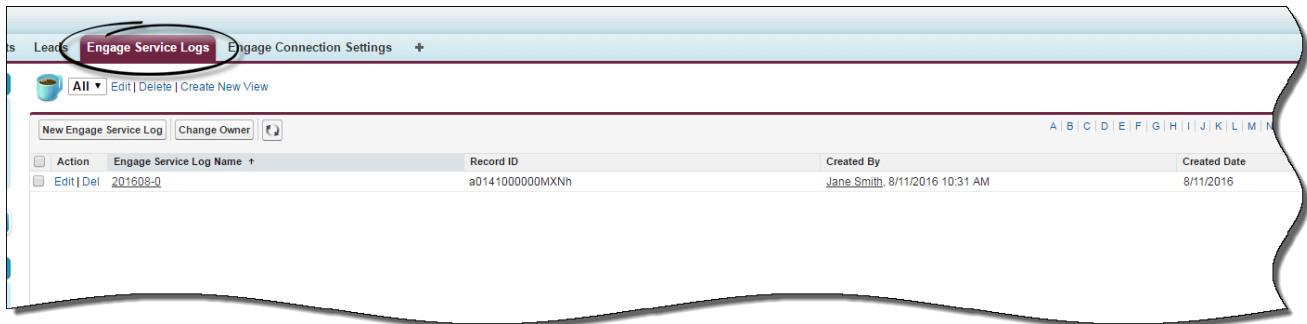 ts Leads Engage Service Logs Engage Connection Settings +
All ▼ Edit | Delete | Create New View
New Engage Service Log Change Owner
A | B | C | D | E | F | G | H | I | J | K | L | M | N
Action Engage Service Log Name ↑ Record ID Created By Created Date
Edit | Del 201608-0 a0141000000MXNh Jane Smith, 8/11/2016 10:31 AM 8/11/2016